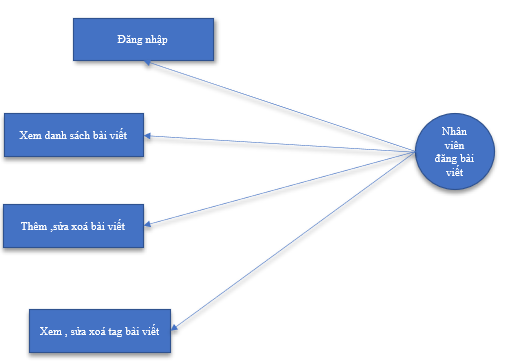 Đăng nhập
Xem danh sách bài viết
Nhân
viên
đăng bài
viết
Thêm ,sửa xoá bài viết
Xem , sửa xoá tag bài viết